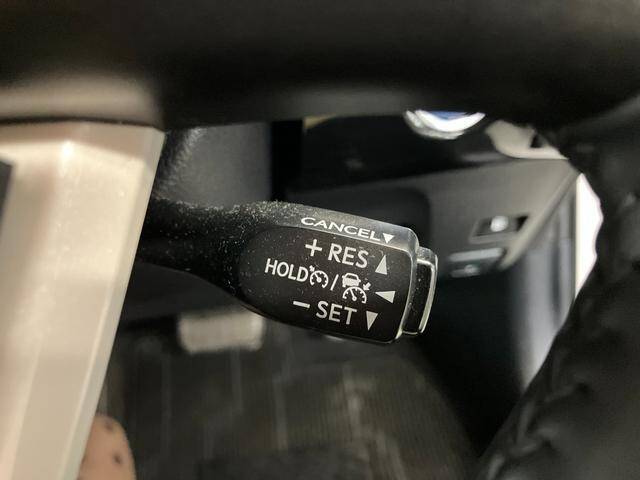 CANCEL▼
+ RES ▲
HOLD / ◀
− SET ▼